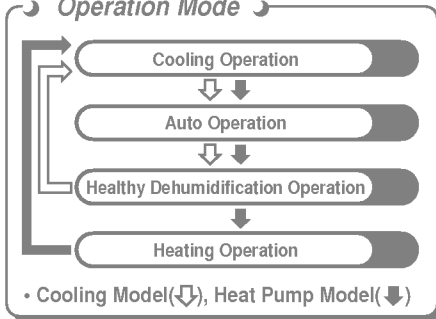 Operation Mode
Cooling Operation
Auto Operation
Healthy Dehumidification Operation
Heating Operation
• Cooling Model(), Heat Pump Model()